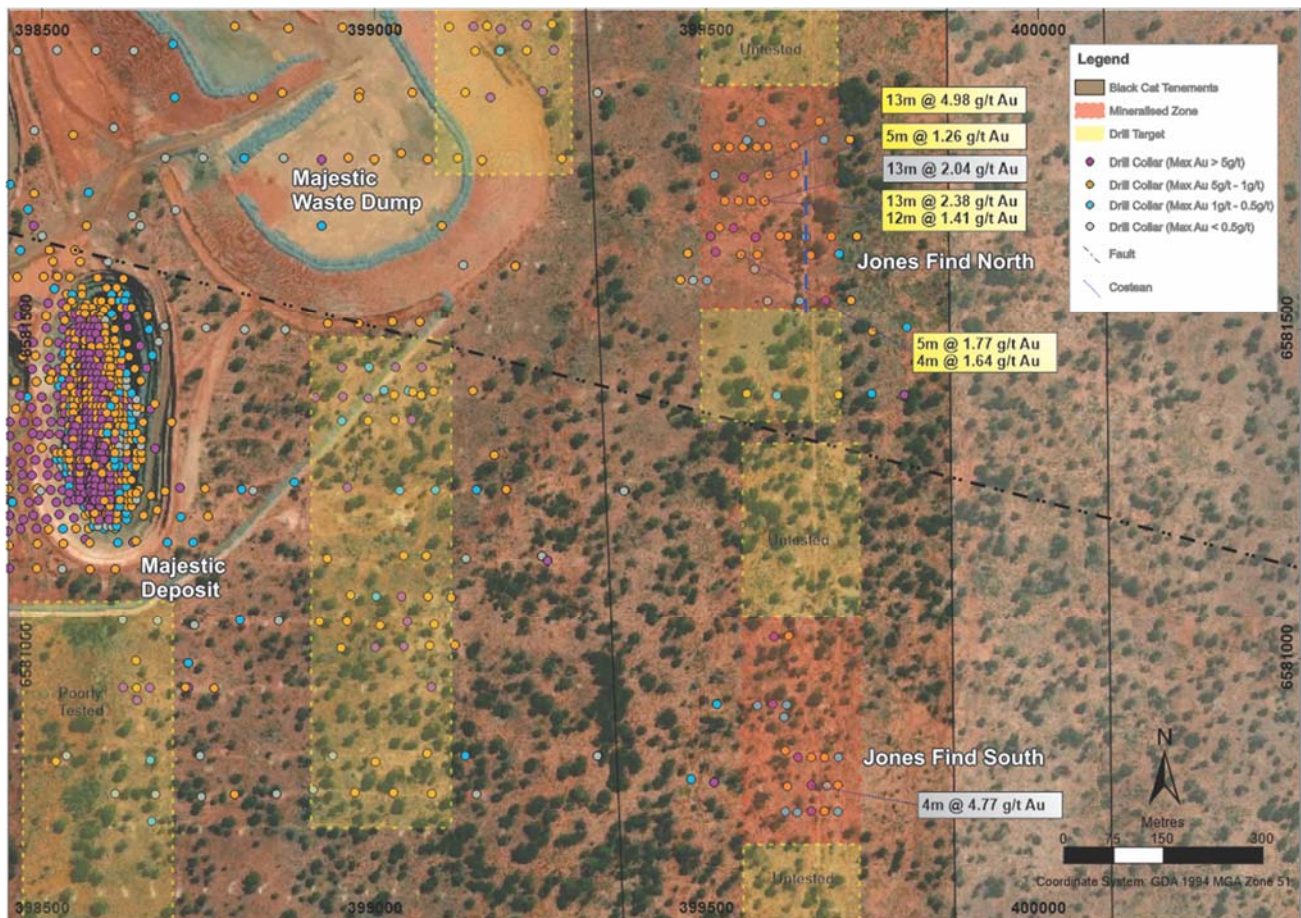 398500
399000
399500
400000
Untested
Legend
Black Cat Tenements
Mineralised Zone
Drill Target
Drill Collar (Max Au > 5g/t)
Drill Collar (Max Au 5g/t - 1g/t)
Drill Collar (Max Au 1g/t - 0.5g/t)
Drill Collar (Max Au < 0.5g/t)
Fault
Costean
13m @ 4.98 g/t Au
5m @ 1.26 g/t Au
13m @ 2.04 g/t Au
13m @ 2.38 g/t Au
12m @ 1.41 g/t Au
Majestic
Waste Dump
Jones Find North
6581500
6581500
5m @ 1.77 g/t Au
4m @ 1.64 g/t Au
Untested
Majestic
Deposit
6581000
6581000
Poorly
Tested
Jones Find South
4m @ 4.77 g/t Au
N
Metres
0 75 150 300
Untested
Coordinate System: GDA 1994 MGA Zone 51
398500
399000
399500
400000